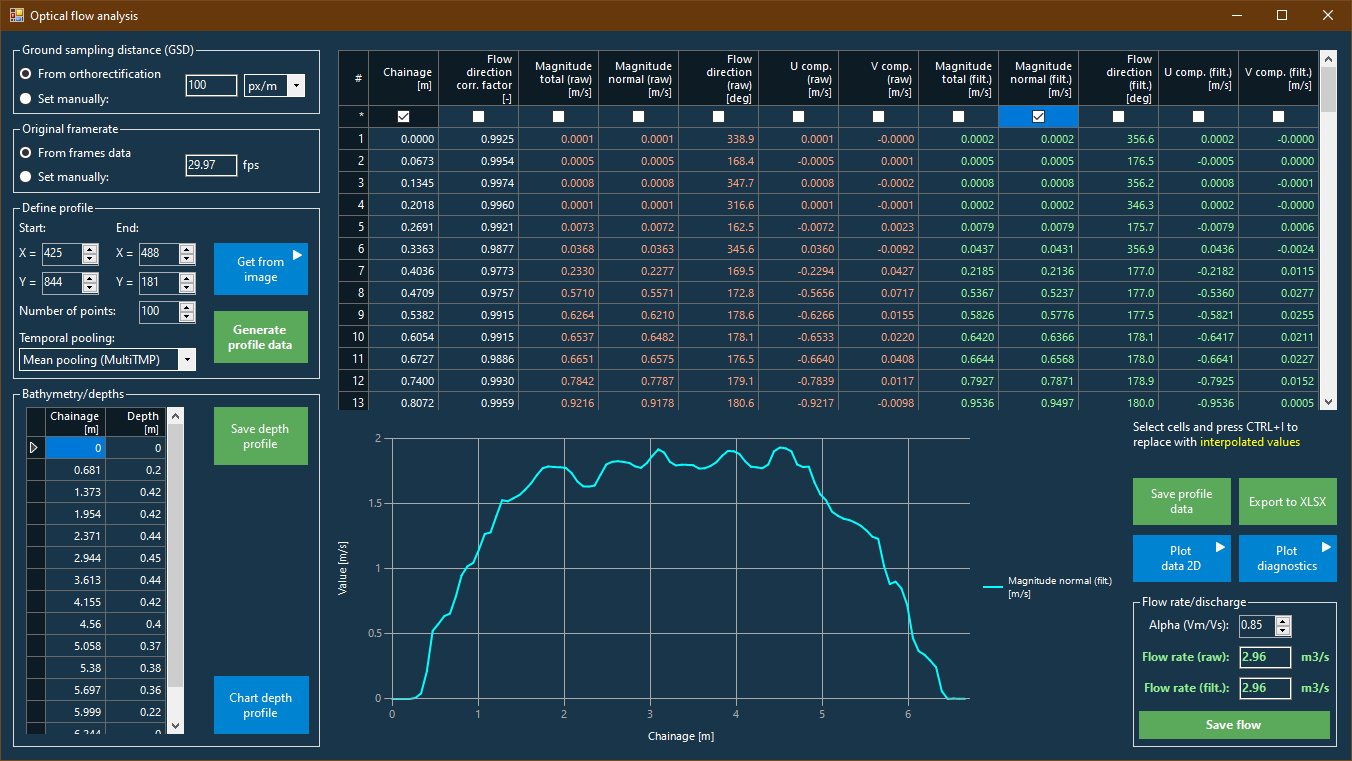 Optical flow analysis
Ground sampling distance (GSD)
From orthorectification
100
px/m
Set manually:
Original framerate
From frames data
29.97
fps
Set manually:
Define profile
Start:
End:
X = 425
X = 488
Y = 844
Y = 181
Get from
image
Number of points:
100
Generate
profile data
Temporal pooling:
Mean pooling (MultiTMP)
Bathymetry/depths
Chainage
[m]
Depth
[m]
0 0
0.681 0.2
1.373 0.42
1.954 0.42
2.371 0.44
2.944 0.45
3.613 0.44
4.155 0.42
4.56 0.4
5.058 0.37
5.38 0.38
5.697 0.36
5.999 0.22
6.344 0
Save depth
profile
Chart depth
profile
#
Chainage
[m]
Flow
direction
corr. factor
[-]
Magnitude
total (raw)
[m/s]
Magnitude
normal (raw)
[m/s]
Flow
direction
(raw)
[deg]
U comp.
(raw)
[m/s]
V comp.
(raw)
[m/s]
Magnitude
total (filt.)
[m/s]
Magnitude
normal (filt.)
[m/s]
Flow
direction
(filt.)
[deg]
U comp. (filt.)
[m/s]
V comp. (filt.)
[m/s]
*
1 0.0000 0.9925 0.0001 0.0001 338.9 0.0001 -0.0000 0.0002 0.0002 356.6 0.0002 -0.0000
2 0.0673 0.9954 0.0005 0.0005 168.4 -0.0005 0.0001 0.0005 0.0005 176.5 -0.0005 0.0000
3 0.1345 0.9974 0.0008 0.0008 347.7 0.0008 -0.0002 0.0008 0.0008 356.2 0.0008 -0.0001
4 0.2018 0.9960 0.0001 0.0001 316.6 0.0001 -0.0001 0.0002 0.0002 346.3 0.0002 -0.0000
5 0.2691 0.9921 0.0073 0.0072 162.5 -0.0072 0.0023 0.0079 0.0079 175.7 -0.0079 0.0006
6 0.3363 0.9877 0.0368 0.0363 345.6 0.0360 -0.0092 0.0437 0.0431 356.9 0.0436 -0.0024
7 0.4036 0.9773 0.2330 0.2277 169.5 -0.2294 0.0427 0.2185 0.2136 177.0 -0.2182 0.0115
8 0.4709 0.9757 0.5710 0.5571 172.8 -0.5656 0.0717 0.5367 0.5237 177.0 -0.5360 0.0277
9 0.5382 0.9915 0.6264 0.6210 178.6 -0.6266 0.0155 0.5826 0.5776 177.5 -0.5821 0.0255
10 0.6054 0.9915 0.6537 0.6482 178.1 -0.6533 0.0220 0.6420 0.6366 178.1 -0.6417 0.0211
11 0.6727 0.9886 0.6651 0.6575 176.5 -0.6640 0.0408 0.6644 0.6568 178.0 -0.6641 0.0227
12 0.7400 0.9930 0.7842 0.7787 179.1 -0.7839 0.0117 0.7927 0.7871 178.9 -0.7925 0.0152
13 0.8072 0.9959 0.9216 0.9178 180.6 -0.9217 -0.0098 0.9536 0.9497 180.0 -0.9536 0.0005
2
1.5
1
0.5
0
Value [m/s]
0 1 2 3 4 5 6
Chainage [m]
Magnitude normal (filt.)
[m/s]
Select cells and press CTRL+I to
replace with interpolated values
Save profile
data
Export to XLSX
Plot
data 2D
Plot
diagnostics
Flow rate/discharge
Alpha (Vm/Vs): 0.85
Flow rate (raw): 2.96 m3/s
Flow rate (filt.): 2.96 m3/s
Save flow